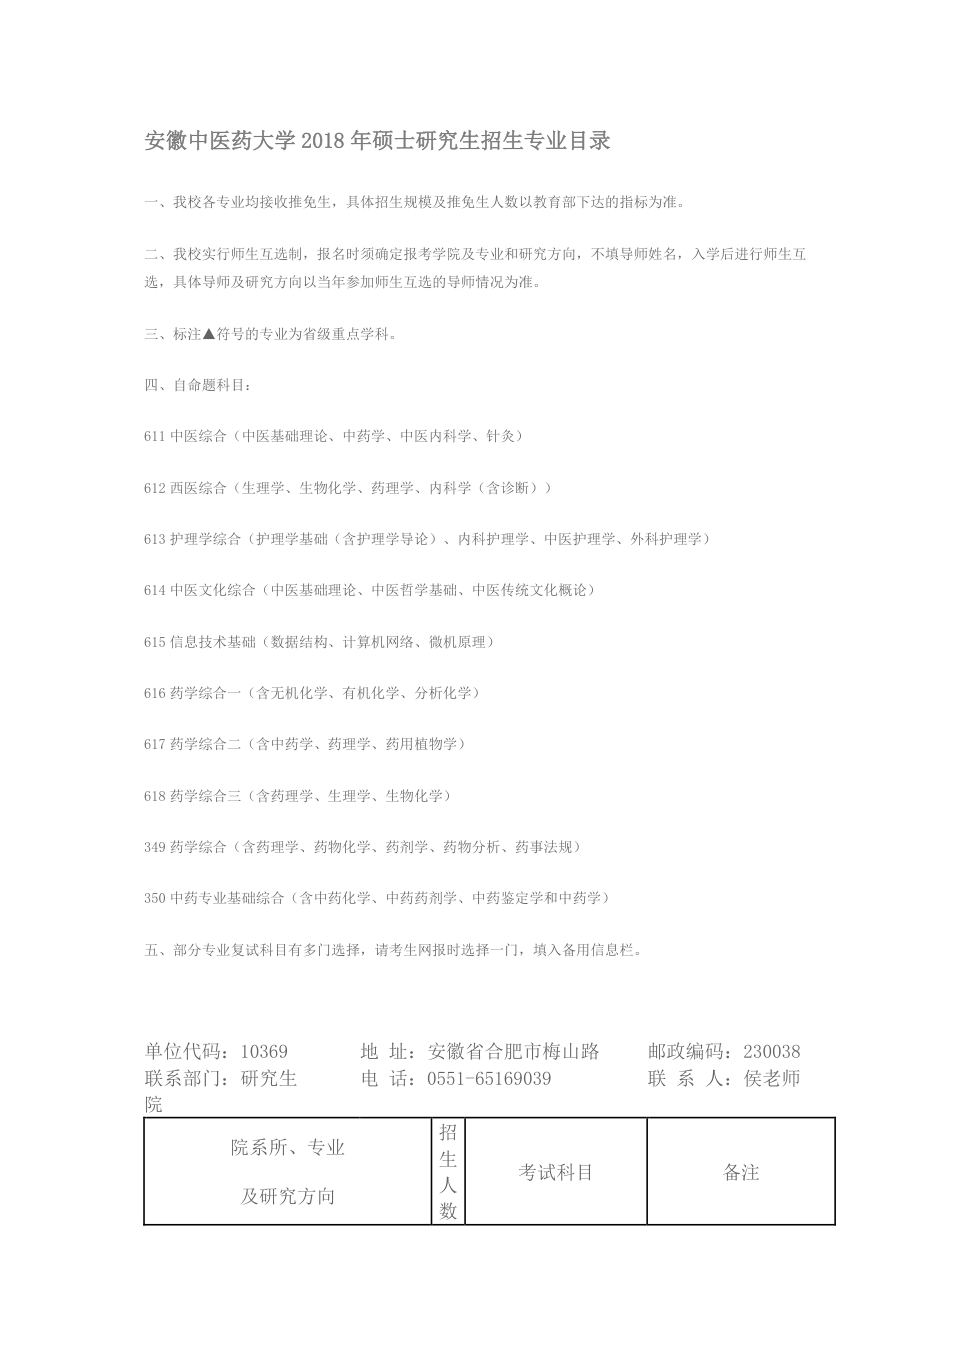 安徽中医药大学 2018 年硕士研究生招生专业目录
一、我校各专业均接收推免生，具体招生规模及推免生人数以教育部下达的指标为准。
二、我校实行师生互选制，报名时须确定报考学院及专业和研究方向，不填导师姓名，入学后进行师生互
选，具体导师及研究方向以当年参加师生互选的导师情况为准。
三、标注▲符号的专业为省级重点学科。
四、自命题科目：
611 中医综合（中医基础理论、中药学、中医内科学、针灸）
612 西医综合（生理学、生物化学、药理学、内科学（含诊断））
613 护理学综合（护理学基础（含护理学导论）、内科护理学、中医护理学、外科护理学）
614 中医文化综合（中医基础理论、中医哲学基础、中医传统文化概论）
615 信息技术基础（数据结构、计算机网络、微机原理）
616 药学综合一（含无机化学、有机化学、分析化学）
617 药学综合二（含中药学、药理学、药用植物学）
618 药学综合三（含药理学、生理学、生物化学）
349 药学综合（含药理学、药物化学、药剂学、药物分析、药事法规）
350 中药专业基础综合（含中药化学、中药药剂学、中药鉴定学和中药学）
五、部分专业复试科目有多门选择，请考生网报时选择一门，填入备用信息栏。
单位代码：10369 地 址：安徽省合肥市梅山路 邮政编码：230038
联系部门：研究生 电 话：0551-65169039 联 系 人：侯老师
院
院系所、专业
及研究方向
招
生
人
数
考试科目
备注